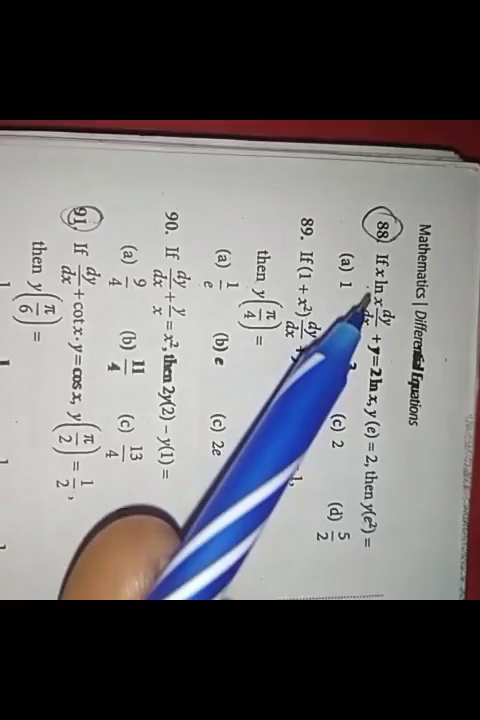 Mathematics | Differential Equations
88. If x ln x dy/dx + y = 2 ln x, y (e) = 2, then y(e²) =
(a) 1 (c) 2 (d) 5/2
89. If (1 + x²) dy/dx +
then y(π/4) =
(a) 1/e (b) e (c) 2e
90. If dy/dx + y/x = x², then 2y(2) − y(1) =
(a) 9/4 (b) 11/4 (c) 13/4
91. If dy/dx + cot x · y = cos x, y(π/2) = 1/2,
then y(π/6) =